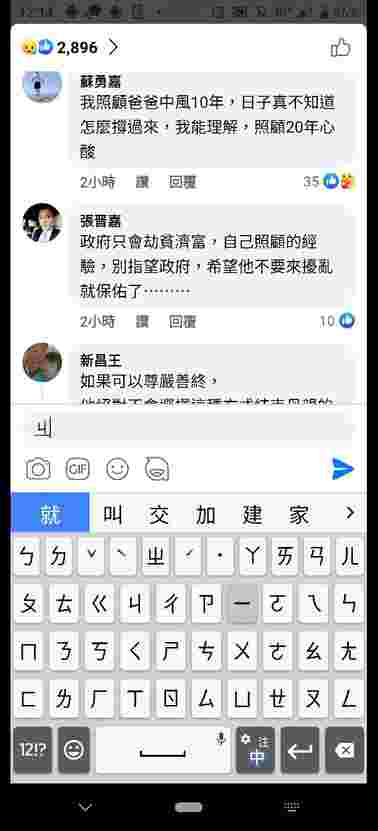 12:14
2,896
蘇勇嘉
我照顧爸爸中風10年，日子真不知道
怎麼撐過來，我能理解，照顧20年心
酸
2小時 讚 回覆 35
張晋嘉
政府只會劫貧濟富，自己照顧的經
驗，別指望政府，希望他不要來擾亂
就保佑了⋯⋯⋯
2小時 讚 回覆 10
新昌王
如果可以尊嚴善終，
ㄐ
GIF
就 叫 交 加 建 家
ㄅ ㄉ ˇ ˋ ㄓ ˊ ˙ ㄚ ㄞ ㄢ ㄦ
ㄆ ㄊ ㄍ ㄐ ㄔ ㄗ ㄧ ㄛ ㄟ ㄣ
ㄇ ㄋ ㄎ ㄑ ㄕ ㄘ ㄨ ㄜ ㄠ ㄤ
ㄈ ㄌ ㄏ ㄒ ㄖ ㄙ ㄩ ㄝ ㄡ ㄥ
12!? 注
中